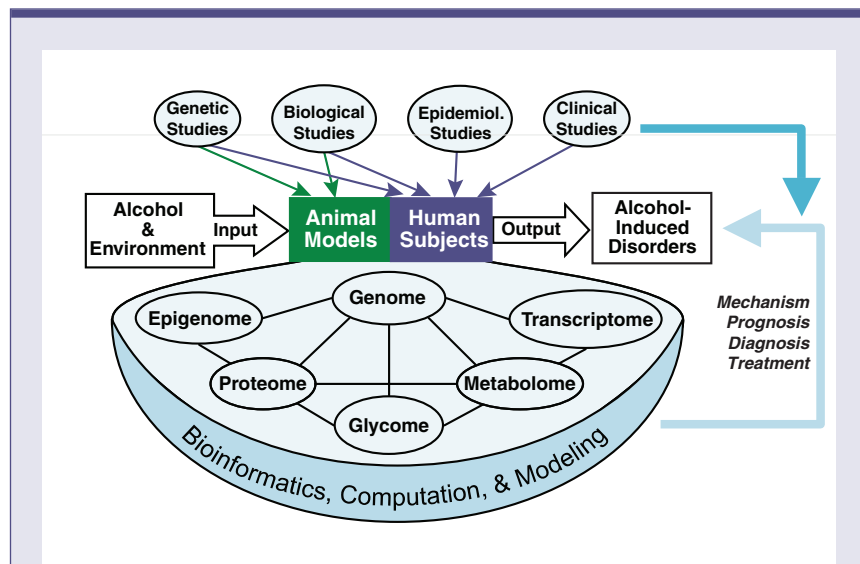 Genetic
Studies
Biological
Studies
Epidemiol.
Studies
Clinical
Studies
Alcohol
&
Environment
Input
Animal
Models
Human
Subjects
Output
Alcohol-
Induced
Disorders
Epigenome
Genome
Transcriptome
Proteome
Metabolome
Glycome
Mechanism
Prognosis
Diagnosis
Treatment
Bioinformatics, Computation, & Modeling